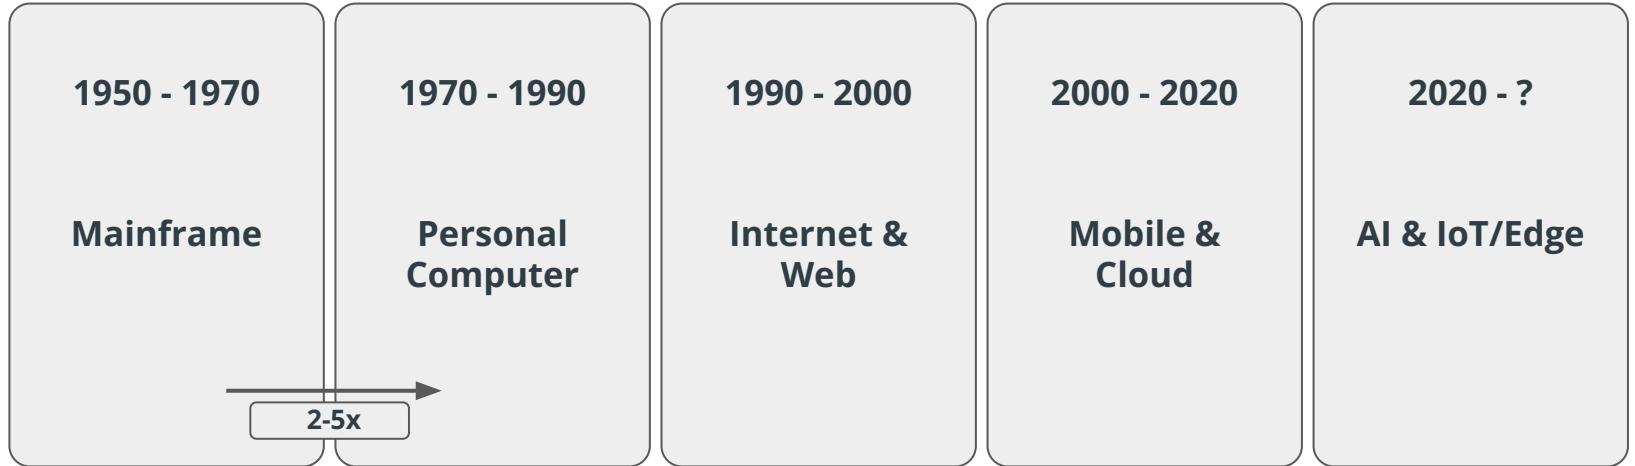 1950 - 1970
Mainframe
1970 - 1990
Personal
Computer
1990 - 2000
Internet &
Web
2000 - 2020
Mobile &
Cloud
2020 - ?
AI & IoT/Edge
2-5x